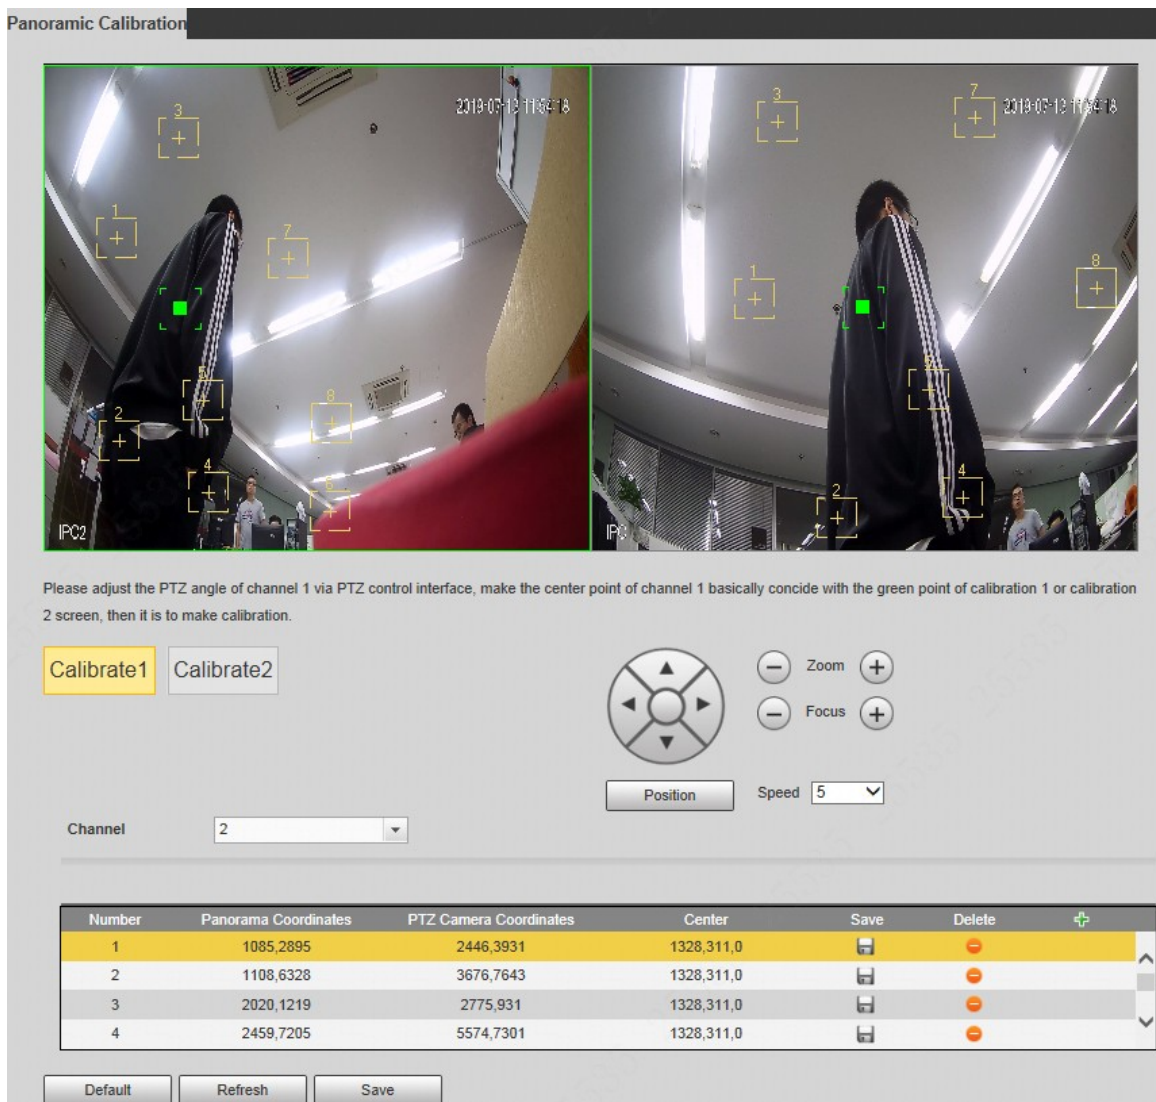 Panoramic Calibration
2019-07-13 11:54:18
3
1
7
5
2
8
4
6
IPC2
7
2019-07-13 11:54:18
3
8
1
5
4
2
IPC
Please adjust the PTZ angle of channel 1 via PTZ control interface, make the center point of channel 1 basically concide with the green point of calibration 1 or calibration
2 screen, then it is to make calibration.
Calibrate1 Calibrate2
Zoom
Focus
Position Speed 5
Channel 2
Number Panorama Coordinates PTZ Camera Coordinates Center Save Delete
1 1085,2895 2446,3931 1328,311,0
2 1108,6328 3676,7643 1328,311,0
3 2020,1219 2775,931 1328,311,0
4 2459,7205 5574,7301 1328,311,0
Default Refresh Save